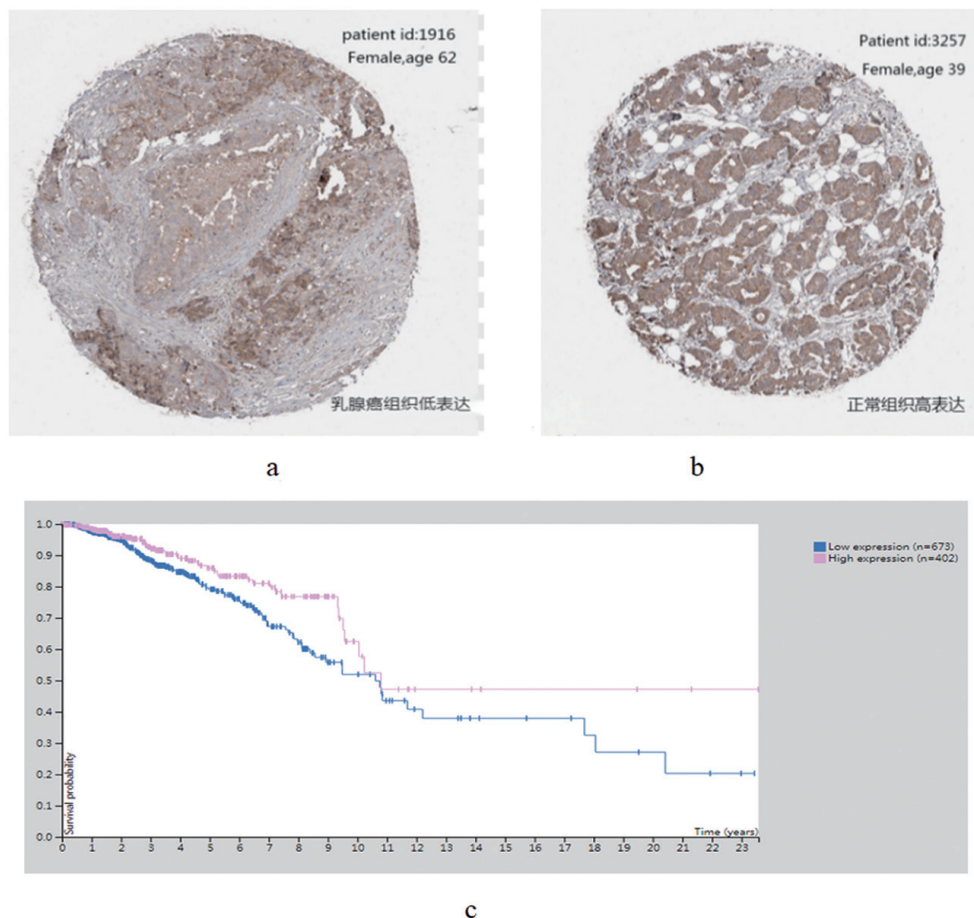 patient id:1916
Female,age 62
乳腺癌组织低表达
a
Patient id:3257
Female,age 39
正常组织高表达
b
1.0
0.9
0.8
0.7
0.6
0.5
0.4
0.3
0.2
0.1
0.0
Survival probability
Low expression (n=673)
High expression (n=402)
Time (years)
0 1 2 3 4 5 6 7 8 9 10 11 12 13 14 15 16 17 18 19 20 21 22 23
c